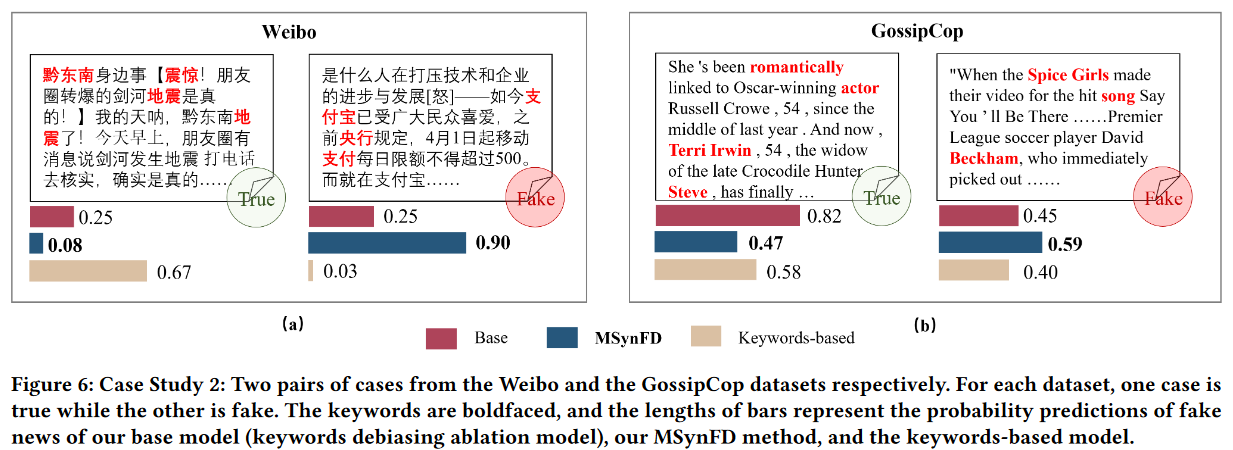 Weibo
黔东南身边事【震惊！朋友
圈转爆的剑河地震是真
的！】我的天呐，黔东南地
震了！今天早上，朋友圈有
消息说剑河发生地震 打电话
去核实，确实是真的……
True
0.25
0.08
0.67
是什么人在打压技术和企业
的进步与发展[怒]——如今支
付宝已受广大民众喜爱，之
前央行规定，4月1日起移动
支付每日限额不得超过500。
而就在支付宝……
Fake
0.25
0.90
0.03
(a)
GossipCop
She 's been romantically
linked to Oscar-winning actor
Russell Crowe , 54 , since the
middle of last year . And now ,
Terri Irwin , 54 , the widow
of the late Crocodile Hunter
Steve , has finally …
True
0.82
0.47
0.58
"When the Spice Girls made
their video for the hit song Say
You ' ll Be There ……Premier
League soccer player David
Beckham, who immediately
picked out ……
Fake
0.45
0.59
0.40
(b)
Base
MSynFD
Keywords-based
Figure 6: Case Study 2: Two pairs of cases from the Weibo and the GossipCop datasets respectively. For each dataset, one case is
true while the other is fake. The keywords are boldfaced, and the lengths of bars represent the probability predictions of fake
news of our base model (keywords debiasing ablation model), our MSynFD method, and the keywords-based model.